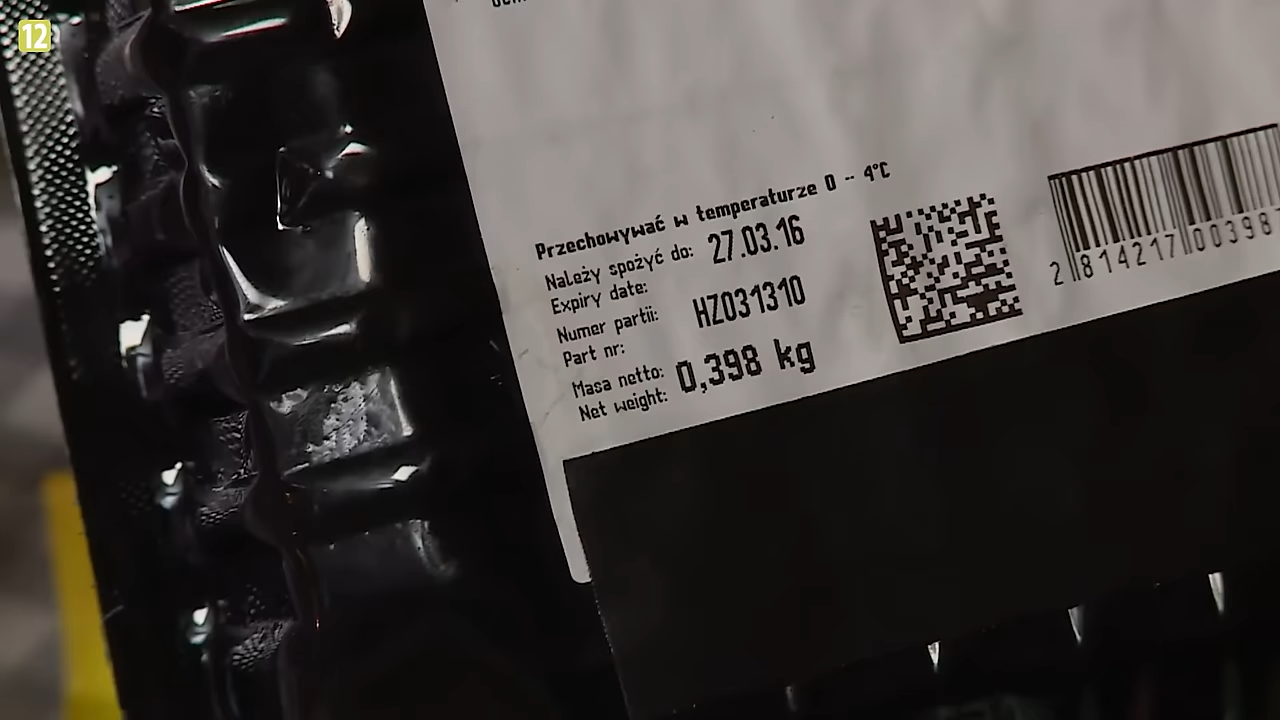 12
Przechowywać w temperaturze 0 -- 4°C
Należy spożyć do: 27.03.16
Expiry date:
Numer partii: HZ031310
Part nr:
Masa netto: 0,398 kg
Net weight:
2 814217 00398